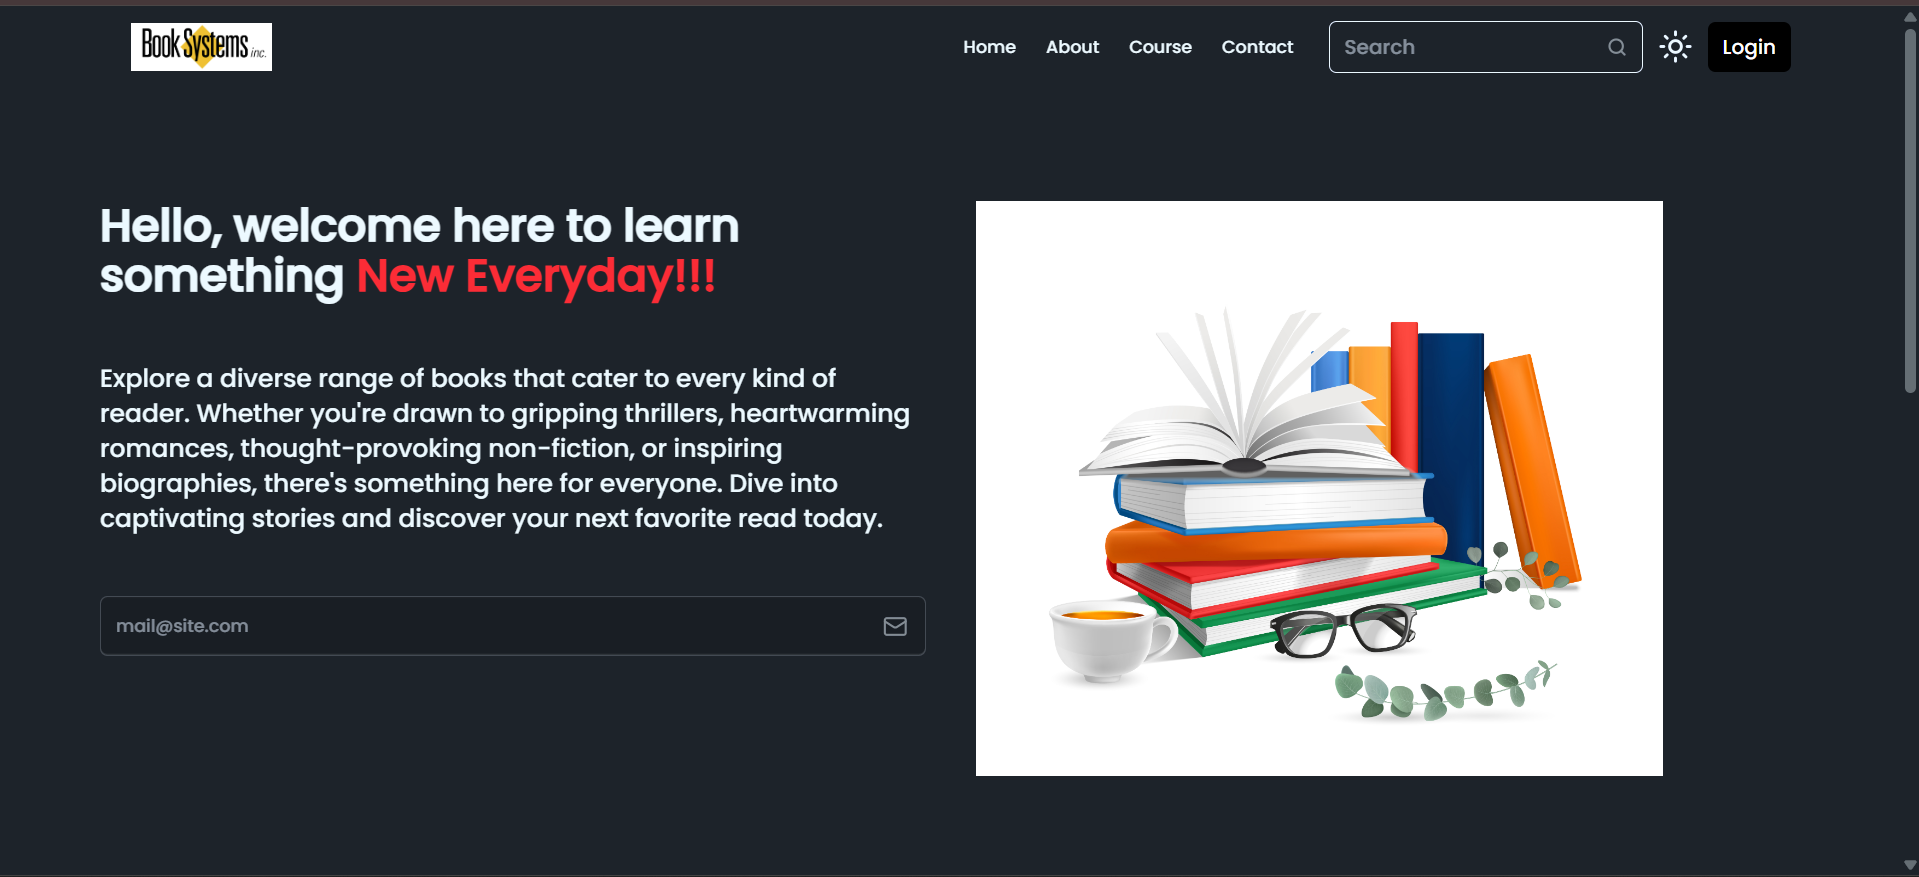 Book Systems inc.
Home About Course Contact Search Login
Hello, welcome here to learn
something New Everyday!!!
Explore a diverse range of books that cater to every kind of
reader. Whether you're drawn to gripping thrillers, heartwarming
romances, thought-provoking non-fiction, or inspiring
biographies, there's something here for everyone. Dive into
captivating stories and discover your next favorite read today.
mail@site.com